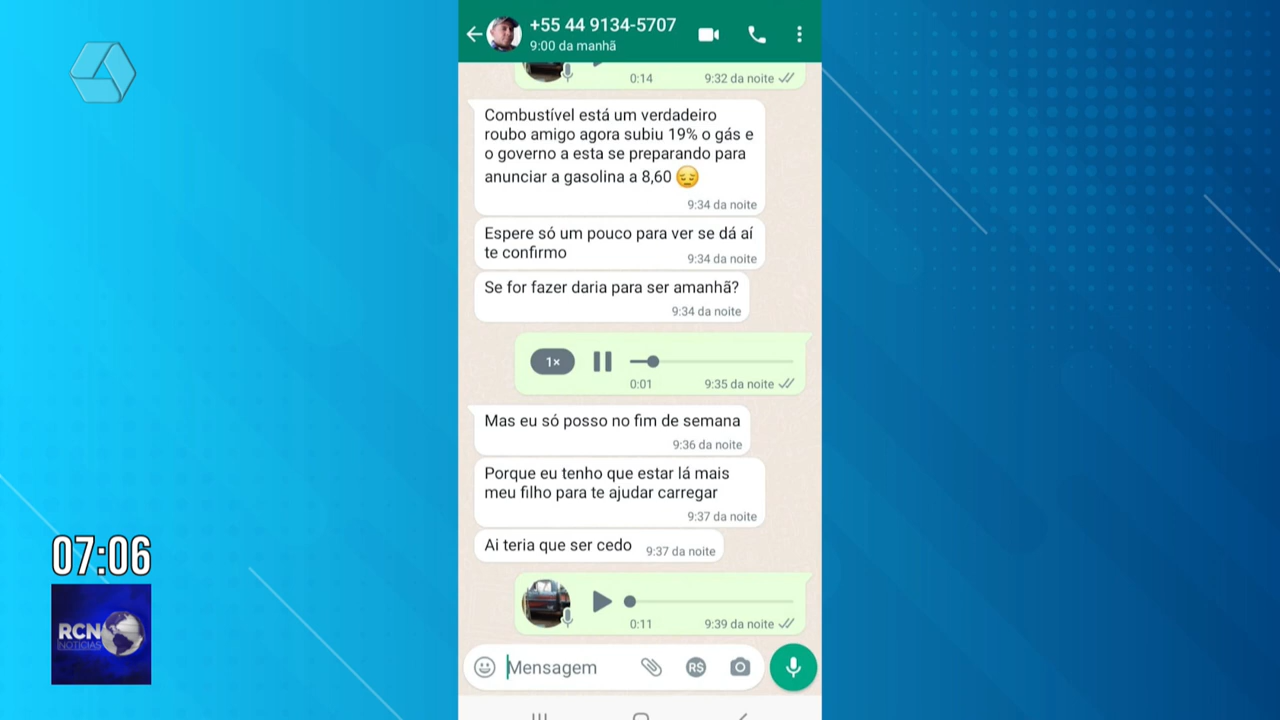 +55 44 9134-5707
9:00 da manhã
0:14
9:32 da noite
Combustível está um verdadeiro
roubo amigo agora subiu 19% o gás e
o governo a esta se preparando para
anunciar a gasolina a 8,60 😔
9:34 da noite
Espere só um pouco para ver se dá aí
te confirmo
9:34 da noite
Se for fazer daria para ser amanhã?
9:34 da noite
1×
0:01
9:35 da noite
Mas eu só posso no fim de semana
9:36 da noite
Porque eu tenho que estar lá mais
meu filho para te ajudar carregar
9:37 da noite
Ai teria que ser cedo
9:37 da noite
0:11
9:39 da noite
Mensagem
R$
07:06
RCN
NOTÍCIAS